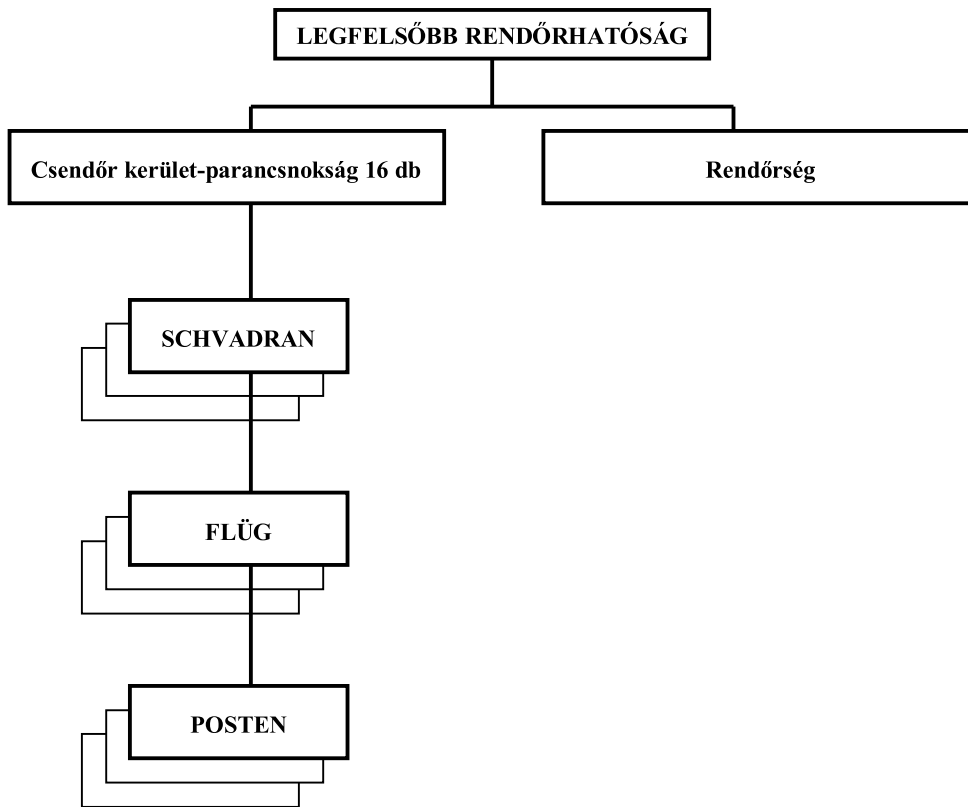 LEGFELSŐBB RENDŐRHATÓSÁG
Csendőr kerület-parancsnokság 16 db
Rendőrség
SCHVADRAN
FLÜG
POSTEN